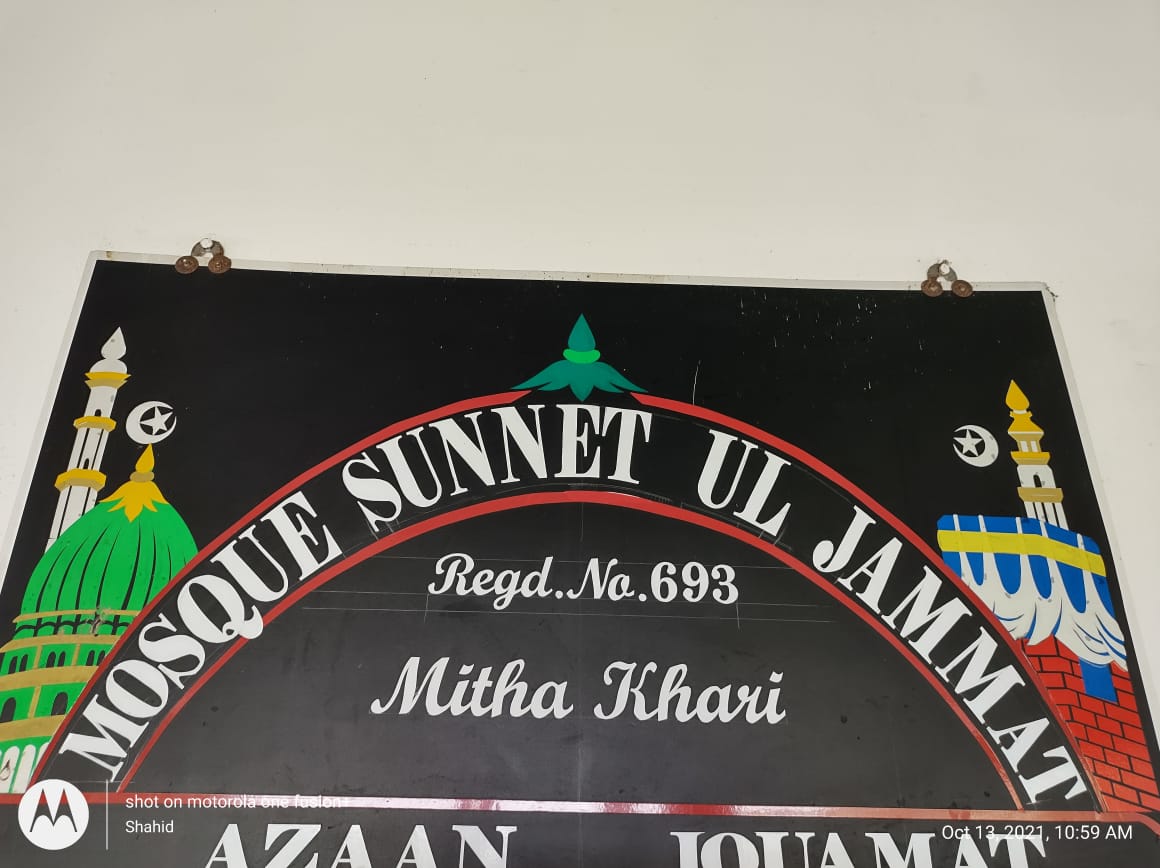 MOSQUE SUNNET UL JAMMAT
Regd.No.693
Mitha Khari
AZAAN IQUAMAT
shot on motorola one fusion+
Shahid
Oct 13, 2021, 10:59 AM